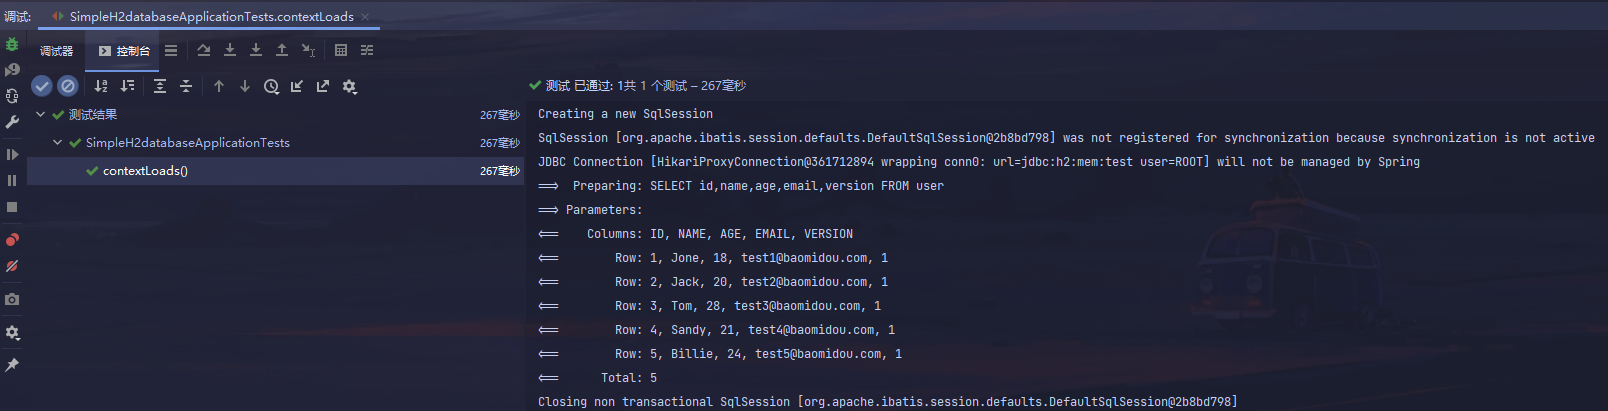 调试: SimpleH2databaseApplicationTests.contextLoads
调试器 控制台
测试 已通过: 1共 1 个测试 – 267毫秒
测试结果 267毫秒
SimpleH2databaseApplicationTests 267毫秒
contextLoads() 267毫秒
Creating a new SqlSession
SqlSession [org.apache.ibatis.session.defaults.DefaultSqlSession@2b8bd798] was not registered for synchronization because synchronization is not active
JDBC Connection [HikariProxyConnection@361712894 wrapping conn0: url=jdbc:h2:mem:test user=ROOT] will not be managed by Spring
==>  Preparing: SELECT id,name,age,email,version FROM user
==> Parameters:
<==    Columns: ID, NAME, AGE, EMAIL, VERSION
<==        Row: 1, Jone, 18, test1@baomidou.com, 1
<==        Row: 2, Jack, 20, test2@baomidou.com, 1
<==        Row: 3, Tom, 28, test3@baomidou.com, 1
<==        Row: 4, Sandy, 21, test4@baomidou.com, 1
<==        Row: 5, Billie, 24, test5@baomidou.com, 1
<==      Total: 5
Closing non transactional SqlSession [org.apache.ibatis.session.defaults.DefaultSqlSession@2b8bd798]